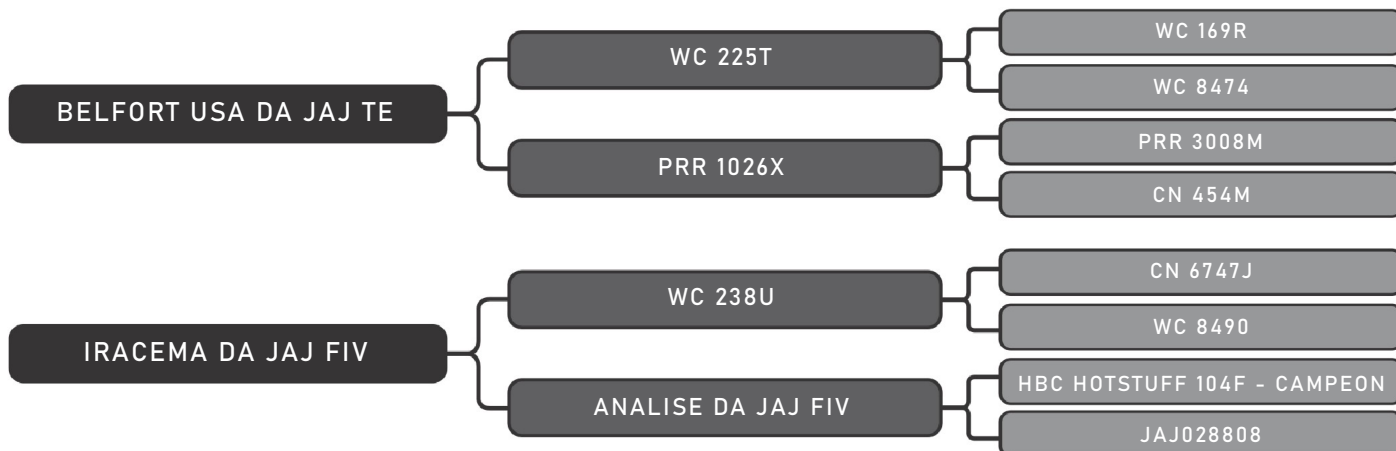 BELFORT USA DA JAJ TE
WC 225T
PRR 1026X
WC 169R
WC 8474
PRR 3008M
CN 454M
IRACEMA DA JAJ FIV
WC 238U
ANALISE DA JAJ FIV
CN 6747J
WC 8490
HBC HOTSTUFF 104F - CAMPEON
JAJ028808